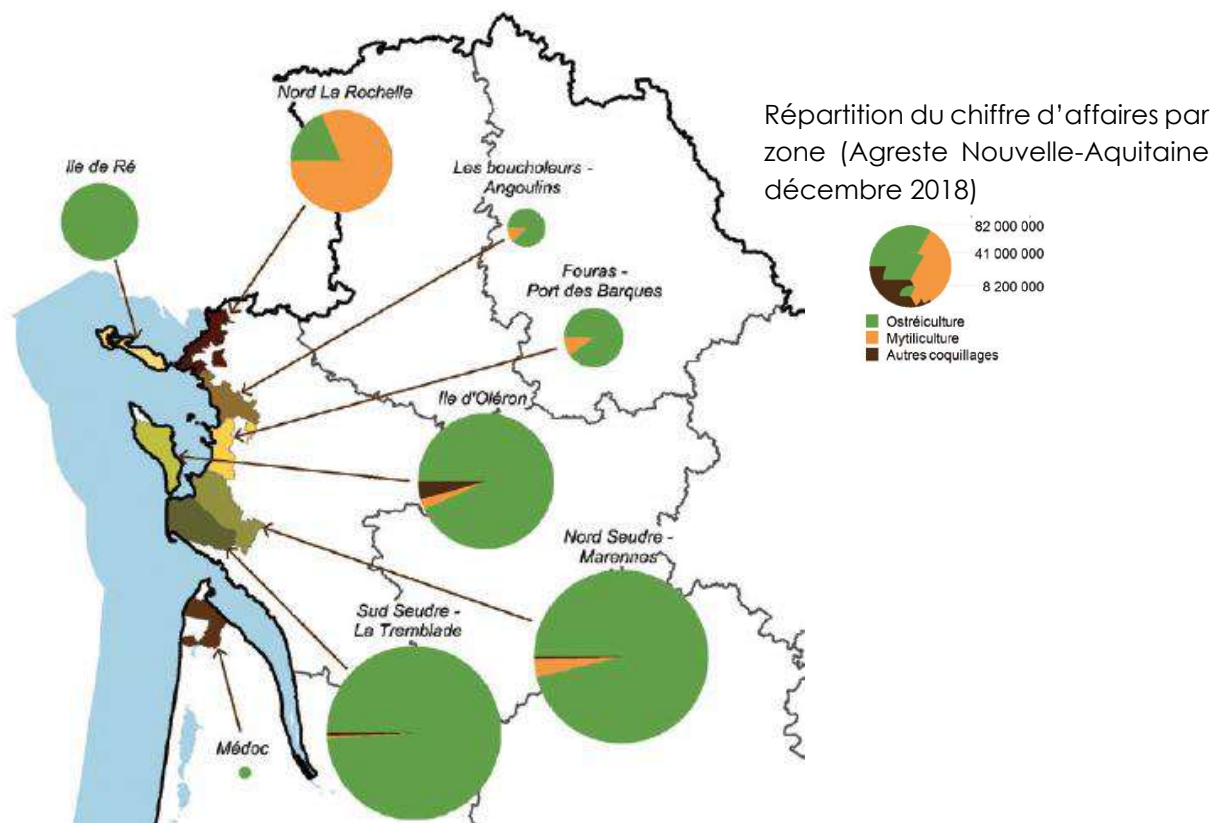 Nord La Rochelle
Ile de Ré
Les boucholeurs -
Angoulins
Fouras -
Port des Barques
Ile d'Oléron
Nord Seudre -
Marennes
Sud Seudre -
La Tremblade
Médoc
Répartition du chiffre d'affaires par
zone (Agreste Nouvelle-Aquitaine
décembre 2018)
82 000 000
41 000 000
8 200 000
Ostréiculture
Mytiliculture
Autres coquillages